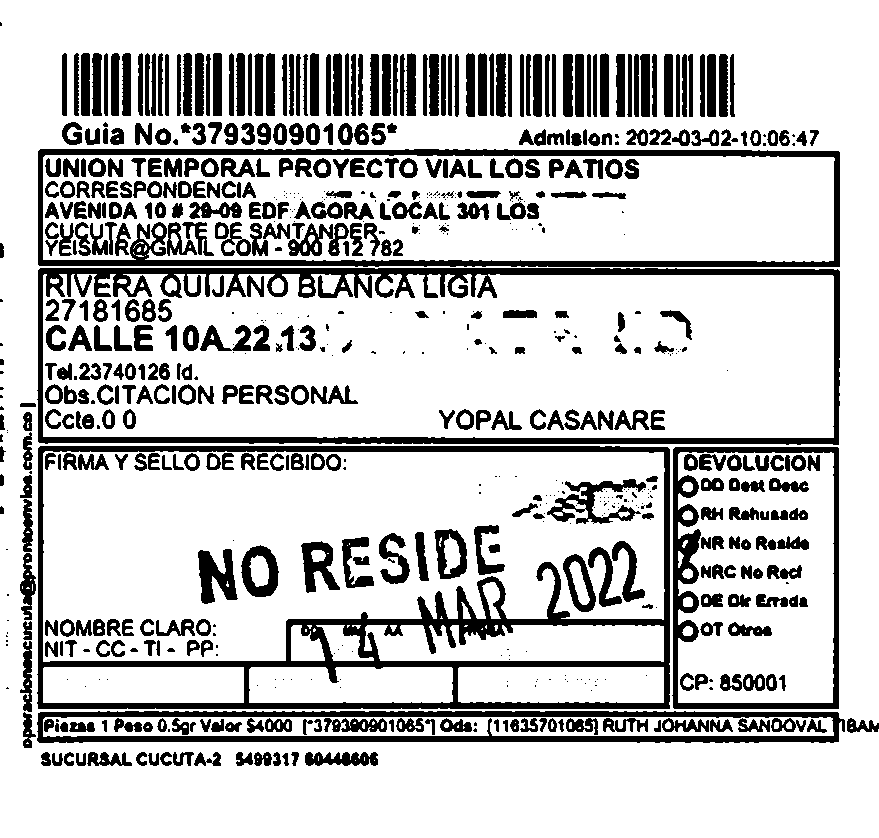 Guia No.*379390901065*
Admision: 2022-03-02-10:06:47
UNION TEMPORAL PROYECTO VIAL LOS PATIOS
CORRESPONDENCIA
AVENIDA 10 # 29-09 EDF AGORA LOCAL 301 LOS
CUCUTA NORTE DE SANTANDER-
YEISMIR@GMAIL COM - 900 812 782
RIVERA QUIJANO BLANCA LIGIA
27181685
CALLE 10A.22.13.
Tel.23740126 Id.
Obs.CITACION PERSONAL
Ccte.0 0 YOPAL CASANARE
FIRMA Y SELLO DE RECIBIDO:
NO RESIDE
14 MAR 2022
NOMBRE CLARO:
NIT - CC - TI - PP:
DEVOLUCION
DD Dest Desc
RH Rehusado
NR No Reside
NRC No Recl
DE Dir Errada
OT Otros
CP: 850001
Piezas 1 Peso 0.5gr Valor $4000 [*379390901065*] Ods: [11635701065] RUTH JOHANNA SANDOVAL TIBAM
SUCURSAL CUCUTA-2 5499317 60448606
operacionescucuta@prontoenvios.com.co |